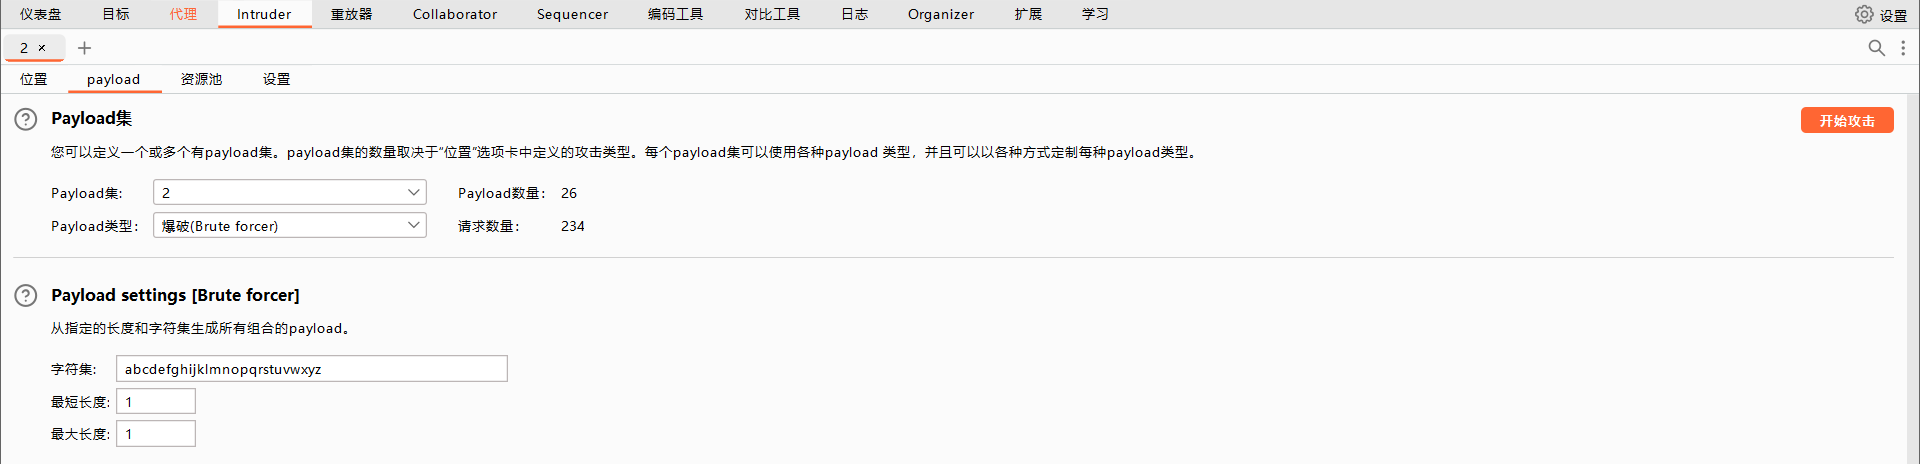 仪表盘 目标 代理 Intruder 重放器 Collaborator Sequencer 编码工具 对比工具 日志 Organizer 扩展 学习 设置
2 × +
位置 payload 资源池 设置
? Payload集 开始攻击
您可以定义一个或多个有payload集。payload集的数量取决于“位置”选项卡中定义的攻击类型。每个payload集可以使用各种payload 类型，并且可以以各种方式定制每种payload类型。
Payload集: 2 Payload数量： 26
Payload类型： 爆破(Brute forcer) 请求数量： 234
? Payload settings [Brute forcer]
从指定的长度和字符集生成所有组合的payload。
字符集: abcdefghijklmnopqrstuvwxyz
最短长度: 1
最大长度: 1